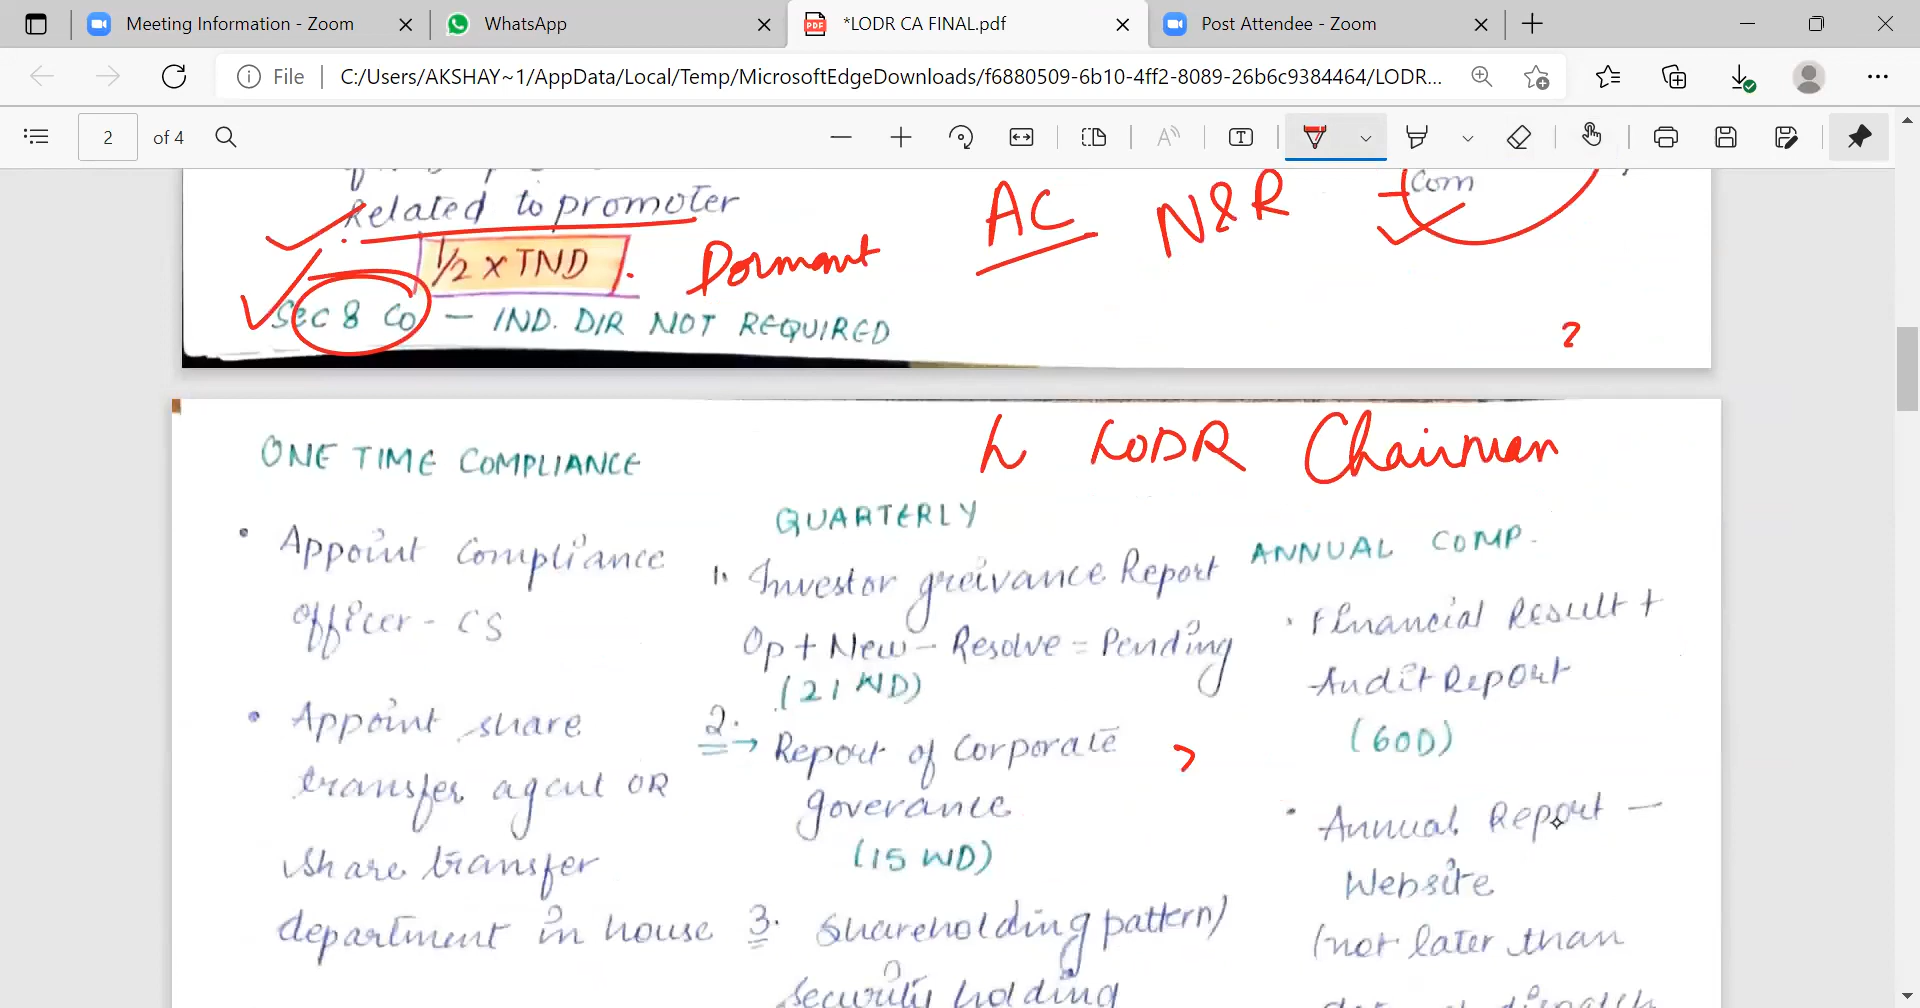 Meeting Information - Zoom
WhatsApp
*LODR CA FINAL.pdf
Post Attendee - Zoom
File
C:/Users/AKSHAY~1/AppData/Local/Temp/MicrosoftEdgeDownloads/f6880509-6b10-4ff2-8089-26b6c9384464/LODR...
2 of 4
Related to promoter
AC
N&R
Com
1/2 x TND
Dormant
Sec 8 Co — IND. DIR NOT REQUIRED
?
ONE TIME COMPLIANCE
L LODR Chairman
• Appoint Compliance
officer - CS
• Appoint share
transfer agent OR
share transfer
department in house
QUARTERLY
1. Investor greivance Report
Op + New - Resolve = Pending
(21 WD)
2. → Report of Corporate
goverance
(15 WD)
3. Shareholding pattern/
security holding
ANNUAL COMP.
• Financial Result +
Audit Report
(60D)
• Annual Report —
Website
(not later than